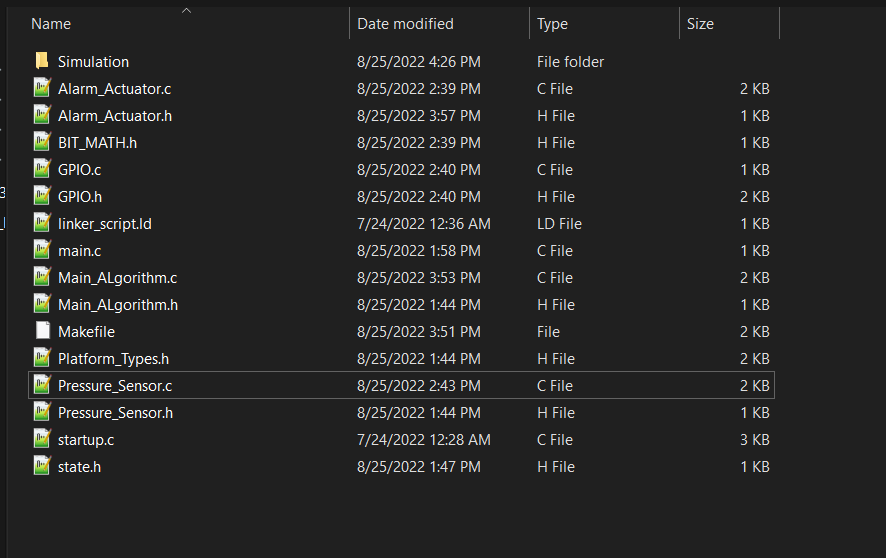 Name Date modified Type Size
Simulation 8/25/2022 4:26 PM File folder
Alarm_Actuator.c 8/25/2022 2:39 PM C File 2 KB
Alarm_Actuator.h 8/25/2022 3:57 PM H File 1 KB
BIT_MATH.h 8/25/2022 2:39 PM H File 1 KB
GPIO.c 8/25/2022 2:40 PM C File 2 KB
GPIO.h 8/25/2022 2:40 PM H File 2 KB
linker_script.ld 7/24/2022 12:36 AM LD File 1 KB
main.c 8/25/2022 1:58 PM C File 1 KB
Main_ALgorithm.c 8/25/2022 3:53 PM C File 2 KB
Main_ALgorithm.h 8/25/2022 1:44 PM H File 1 KB
Makefile 8/25/2022 3:51 PM File 2 KB
Platform_Types.h 8/25/2022 1:44 PM H File 2 KB
Pressure_Sensor.c 8/25/2022 2:43 PM C File 2 KB
Pressure_Sensor.h 8/25/2022 1:44 PM H File 1 KB
startup.c 7/24/2022 12:28 AM C File 3 KB
state.h 8/25/2022 1:47 PM H File 1 KB